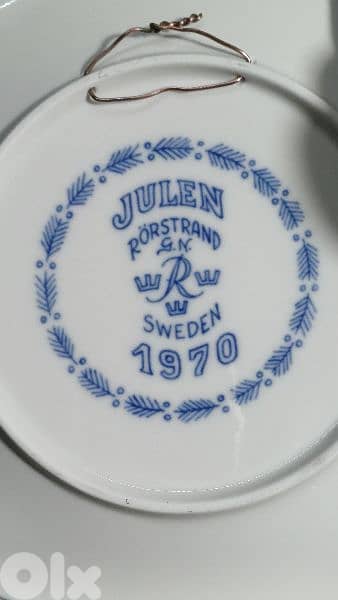 JULEN
RÖRSTRAND
G.N.
R
SWEDEN
1970
OLX